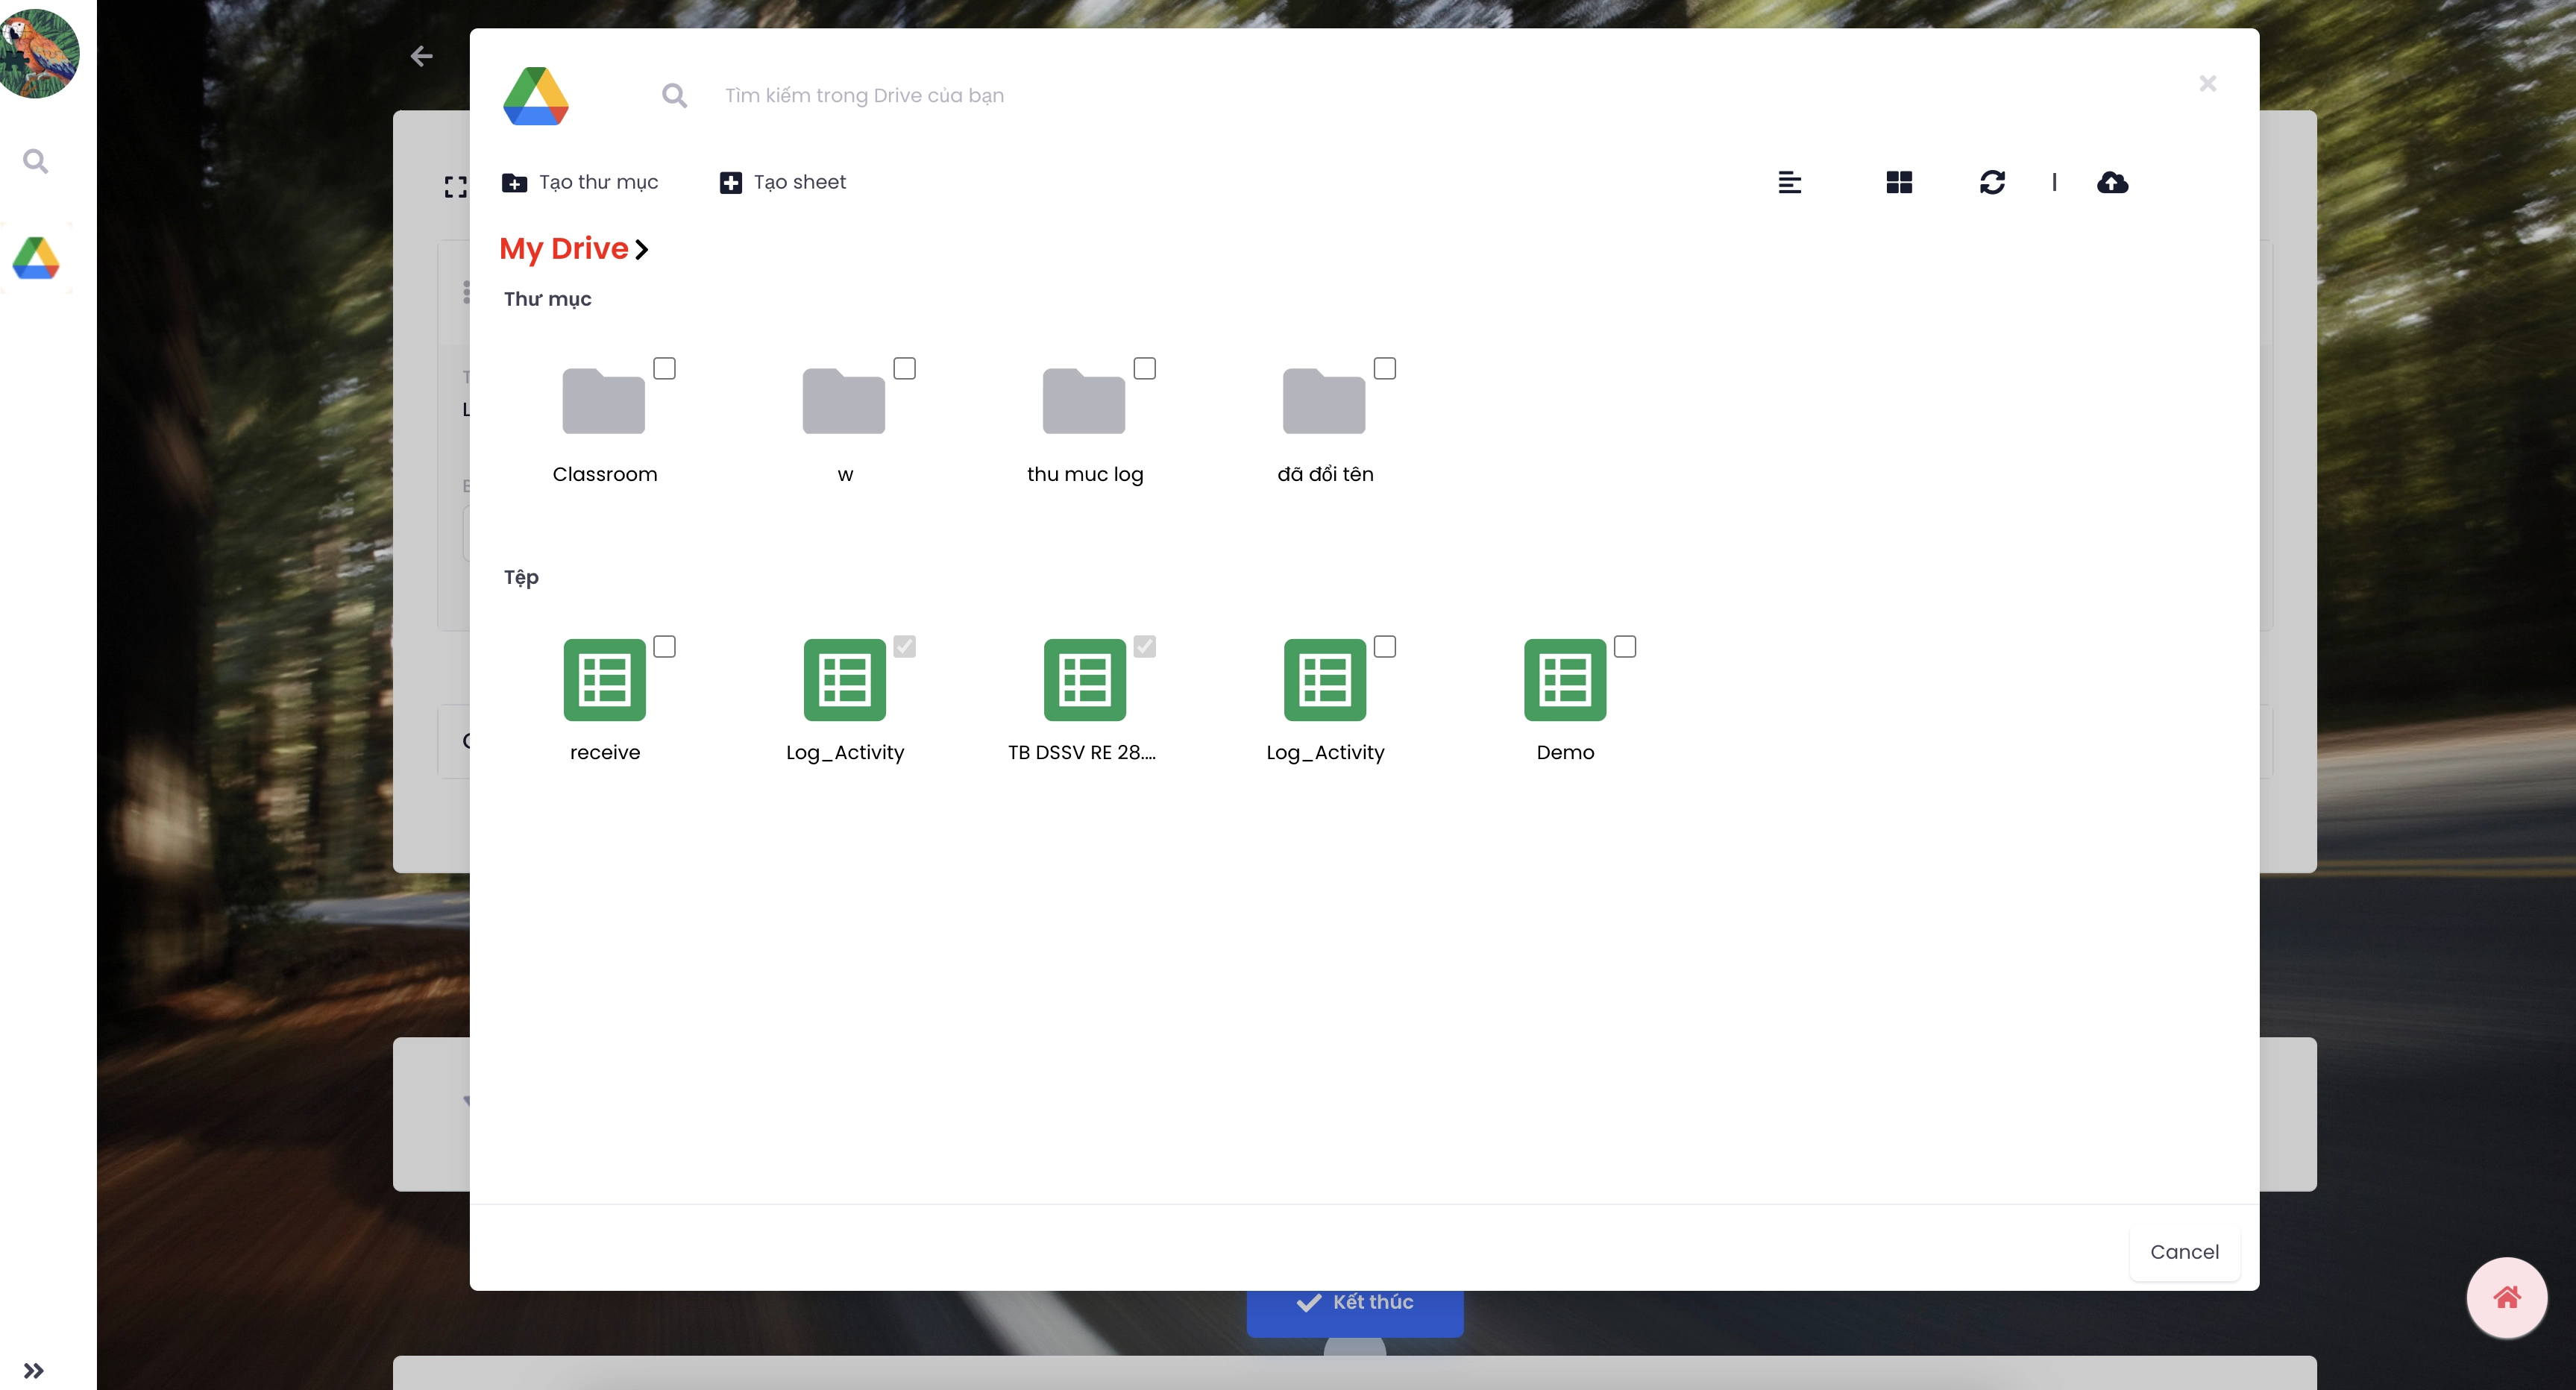 Tìm kiếm trong Drive của bạn
Tạo thư mục
Tạo sheet
My Drive
Thư mục
Classroom
w
thu muc log
đã đổi tên
Tệp
receive
Log_Activity
TB DSSV RE 28....
Log_Activity
Demo
Cancel
Kết thúc